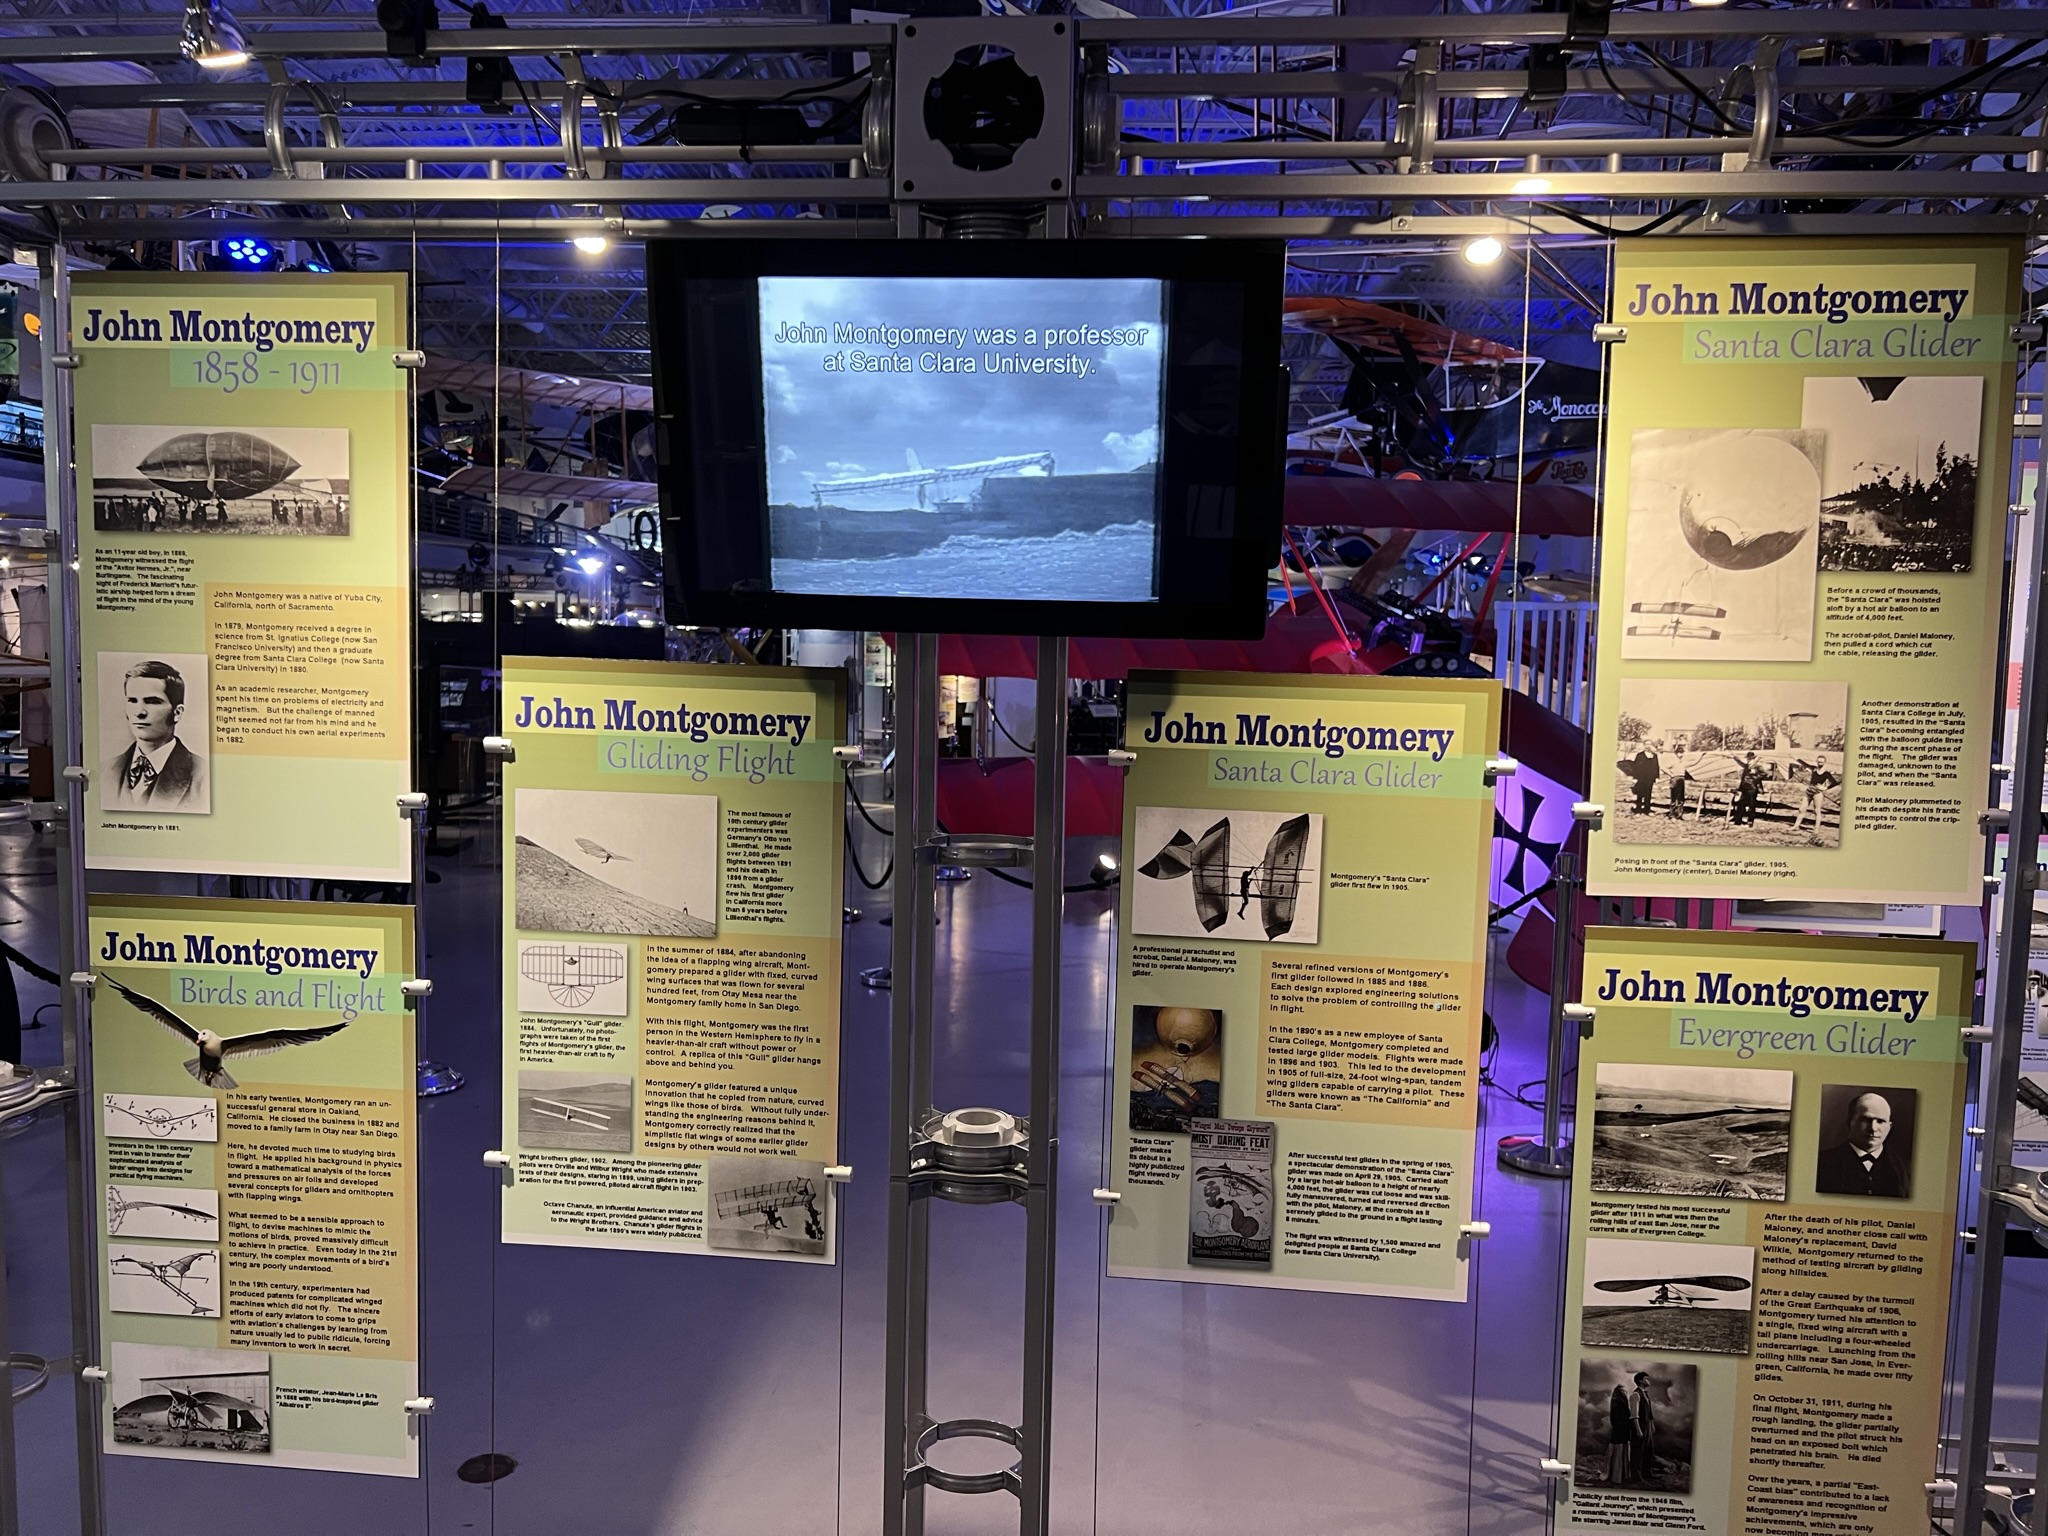 John Montgomery
1858 - 1911
As an 11-year old boy, in 1869,
Montgomery witnessed the flight
of the "Avitor Hermes, Jr.", near
Burlingame. The fascinating
sight of Frederick Marriott's futur-
istic airship helped form a dream
of flight in the mind of the young
Montgomery.
John Montgomery was a native of Yuba City,
California, north of Sacramento.
In 1879, Montgomery received a degree in
science from St. Ignatius College (now San
Francisco University) and then a graduate
degree from Santa Clara College (now Santa
Clara University) in 1880.
As an academic researcher, Montgomery
spent his time on problems of electricity and
magnetism. But the challenge of manned
flight seemed not far from his mind and he
began to conduct his own aerial experiments
in 1882.
John Montgomery in 1881.
John Montgomery
Birds and Flight
In his early twenties, Montgomery ran an un-
successful general store in Oakland,
California. He closed the business in 1882 and
moved to a family farm in Otay near San Diego.
Inventors in the 19th century
tried in vain to transfer their
sophisticated analysis of
birds' wings into designs for
practical flying machines.
Here, he devoted much time to studying birds
in flight. He applied his background in physics
toward a mathematical analysis of the forces
and pressures on air foils and developed
several concepts for gliders and ornithopters
with flapping wings.
What seemed to be a sensible approach to
flight, to devise machines to mimic the
motions of birds, proved massively difficult
to achieve in practice. Even today in the 21st
century, the complex movements of a bird's
wing are poorly understood.
In the 19th century, experimenters had
produced patents for complicated winged
machines which did not fly. The sincere
efforts of early aviators to come to grips
with aviation's challenges by learning from
nature usually led to public ridicule, forcing
many inventors to work in secret.
French aviator, Jean-Marie Le Bris
in 1868 with his bird-inspired glider
"Albatros II".
John Montgomery was a professor
at Santa Clara University.
John Montgomery
Gliding Flight
The most famous of
19th century glider
experimenters was
Germany's Otto von
Lilienthal. He made
over 2,000 glider
flights between 1891
and his death in
1896 from a glider
crash. Montgomery
flew his first glider
in California more
than 6 years before
Lilienthal's flights.
John Montgomery's "Gull" glider,
1884. Unfortunately, no photo-
graphs were taken of the first
flights of Montgomery's glider, the
first heavier-than-air craft to fly
in America.
In the summer of 1884, after abandoning
the idea of a flapping wing aircraft, Mont-
gomery prepared a glider with fixed, curved
wing surfaces that was flown for several
hundred feet, from Otay Mesa near the
Montgomery family home in San Diego.
With this flight, Montgomery was the first
person in the Western Hemisphere to fly in a
heavier-than-air craft without power or
control. A replica of this "Gull" glider hangs
above and behind you.
Montgomery's glider featured a unique
innovation that he copied from nature, curved
wings like those of birds. Without fully under-
standing the engineering reasons behind it,
Montgomery correctly realized that the
simplistic flat wings of some earlier glider
designs by others would not work well.
Wright brothers glider, 1902. Among the pioneering glider
pilots were Orville and Wilbur Wright who made extensive
tests of their designs, starting in 1899, using gliders in prep-
aration for the first powered, piloted aircraft flight in 1903.
Octave Chanute, an influential American aviator and
aeronautic expert, provided guidance and advice
to the Wright Brothers. Chanute's glider flights in
the late 1890's were widely publicized.
John Montgomery
Santa Clara Glider
Montgomery's "Santa Clara"
glider first flew in 1905.
A professional parachutist and
acrobat, Daniel J. Maloney, was
hired to operate Montgomery's
glider.
Several refined versions of Montgomery's
first glider followed in 1885 and 1886.
Each design explored engineering solutions
to solve the problem of controlling the glider
in flight.
In the 1890's as a new employee of Santa
Clara College, Montgomery completed and
tested large glider models. Flights were made
in 1896 and 1903. This led to the development
in 1905 of full-size, 24-foot wing-span, tandem
wing gliders capable of carrying a pilot. These
gliders were known as "The California" and
"The Santa Clara".
"Santa Clara"
glider makes
its debut in a
highly publicized
flight viewed by
thousands.
MOST DARING FEAT
THE MONTGOMERY AEROPLANE
After successful test glides in the spring of 1905,
a spectacular demonstration of the "Santa Clara"
glider was made on April 29, 1905. Carried aloft
by a large hot-air balloon to a height of nearly
4,000 feet, the glider was cut loose and was skill-
fully maneuvered, turned and reversed direction
with the pilot, Maloney, at the controls as it
serenely glided to the ground in a flight lasting
8 minutes.
The flight was witnessed by 1,500 amazed and
delighted people at Santa Clara College
(now Santa Clara University).
John Montgomery
Santa Clara Glider
Before a crowd of thousands,
the "Santa Clara" was hoisted
aloft by a hot air balloon to an
altitude of 4,000 feet.
The acrobat-pilot, Daniel Maloney,
then pulled a cord which cut
the cable, releasing the glider.
Another demonstration at
Santa Clara College in July,
1905, resulted in the "Santa
Clara" becoming entangled
with the balloon guide lines
during the ascent phase of
the flight. The glider was
damaged, unknown to the
pilot, and when the "Santa
Clara" was released.
Pilot Maloney plummeted to
his death despite his frantic
attempts to control the crip-
pled glider.
Posing in front of the "Santa Clara" glider, 1905.
John Montgomery (center), Daniel Maloney (right).
John Montgomery
Evergreen Glider
Montgomery tested his most successful
glider after 1911 in what was then the
rolling hills of east San Jose, near the
current site of Evergreen College.
After the death of his pilot, Daniel
Maloney, and another close call with
Maloney's replacement, David
Wilkie, Montgomery returned to the
method of testing aircraft by gliding
along hillsides.
After a delay caused by the turmoil
of the Great Earthquake of 1906,
Montgomery turned his attention to
a single, fixed wing aircraft with a
tail plane including a four-wheeled
undercarriage. Launching from the
rolling hills near San Jose, in Ever-
green, California, he made over fifty
glides.
On October 31, 1911, during his
final flight, Montgomery made a
rough landing, the glider partially
overturned and the pilot struck his
head on an exposed bolt which
penetrated his brain. He died
shortly thereafter.
Over the years, a partial "East-
Coast bias" contributed to a lack
of awareness and recognition of
Montgomery's impressive
achievements, which are only
now becoming more
Publicity shot from the 1946 film,
"Gallant Journey", which presented
a romantic version of Montgomery's
life starring Janet Blair and Glenn Ford.
The Monocou
Pepsi-Cola